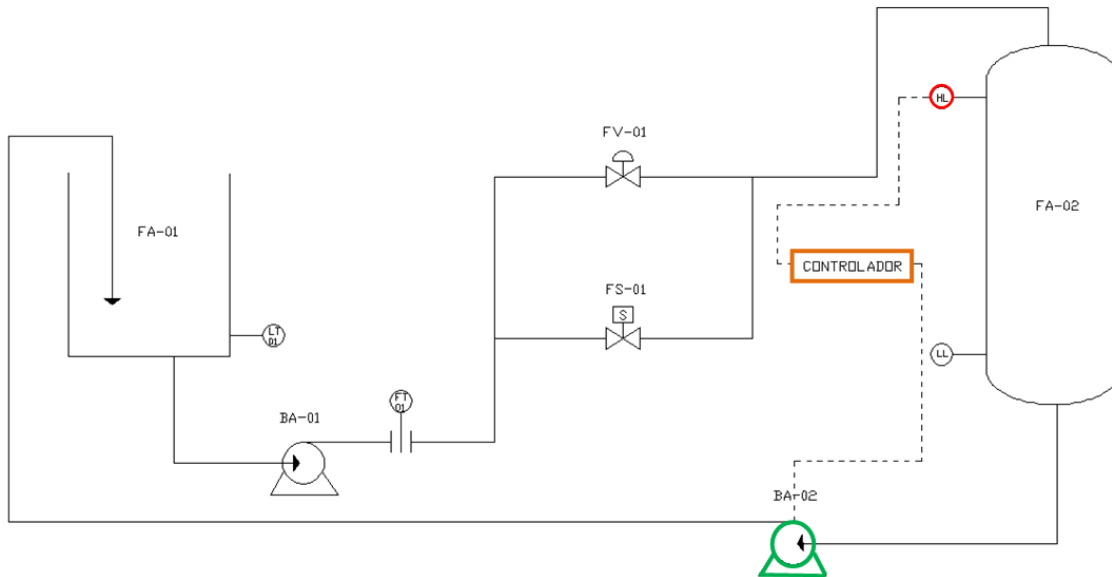 HL
FV-01
FA-01
FA-02
CONTROLADOR
FS-01
S
LT
01
LL
FT
01
BA-01
BA-02